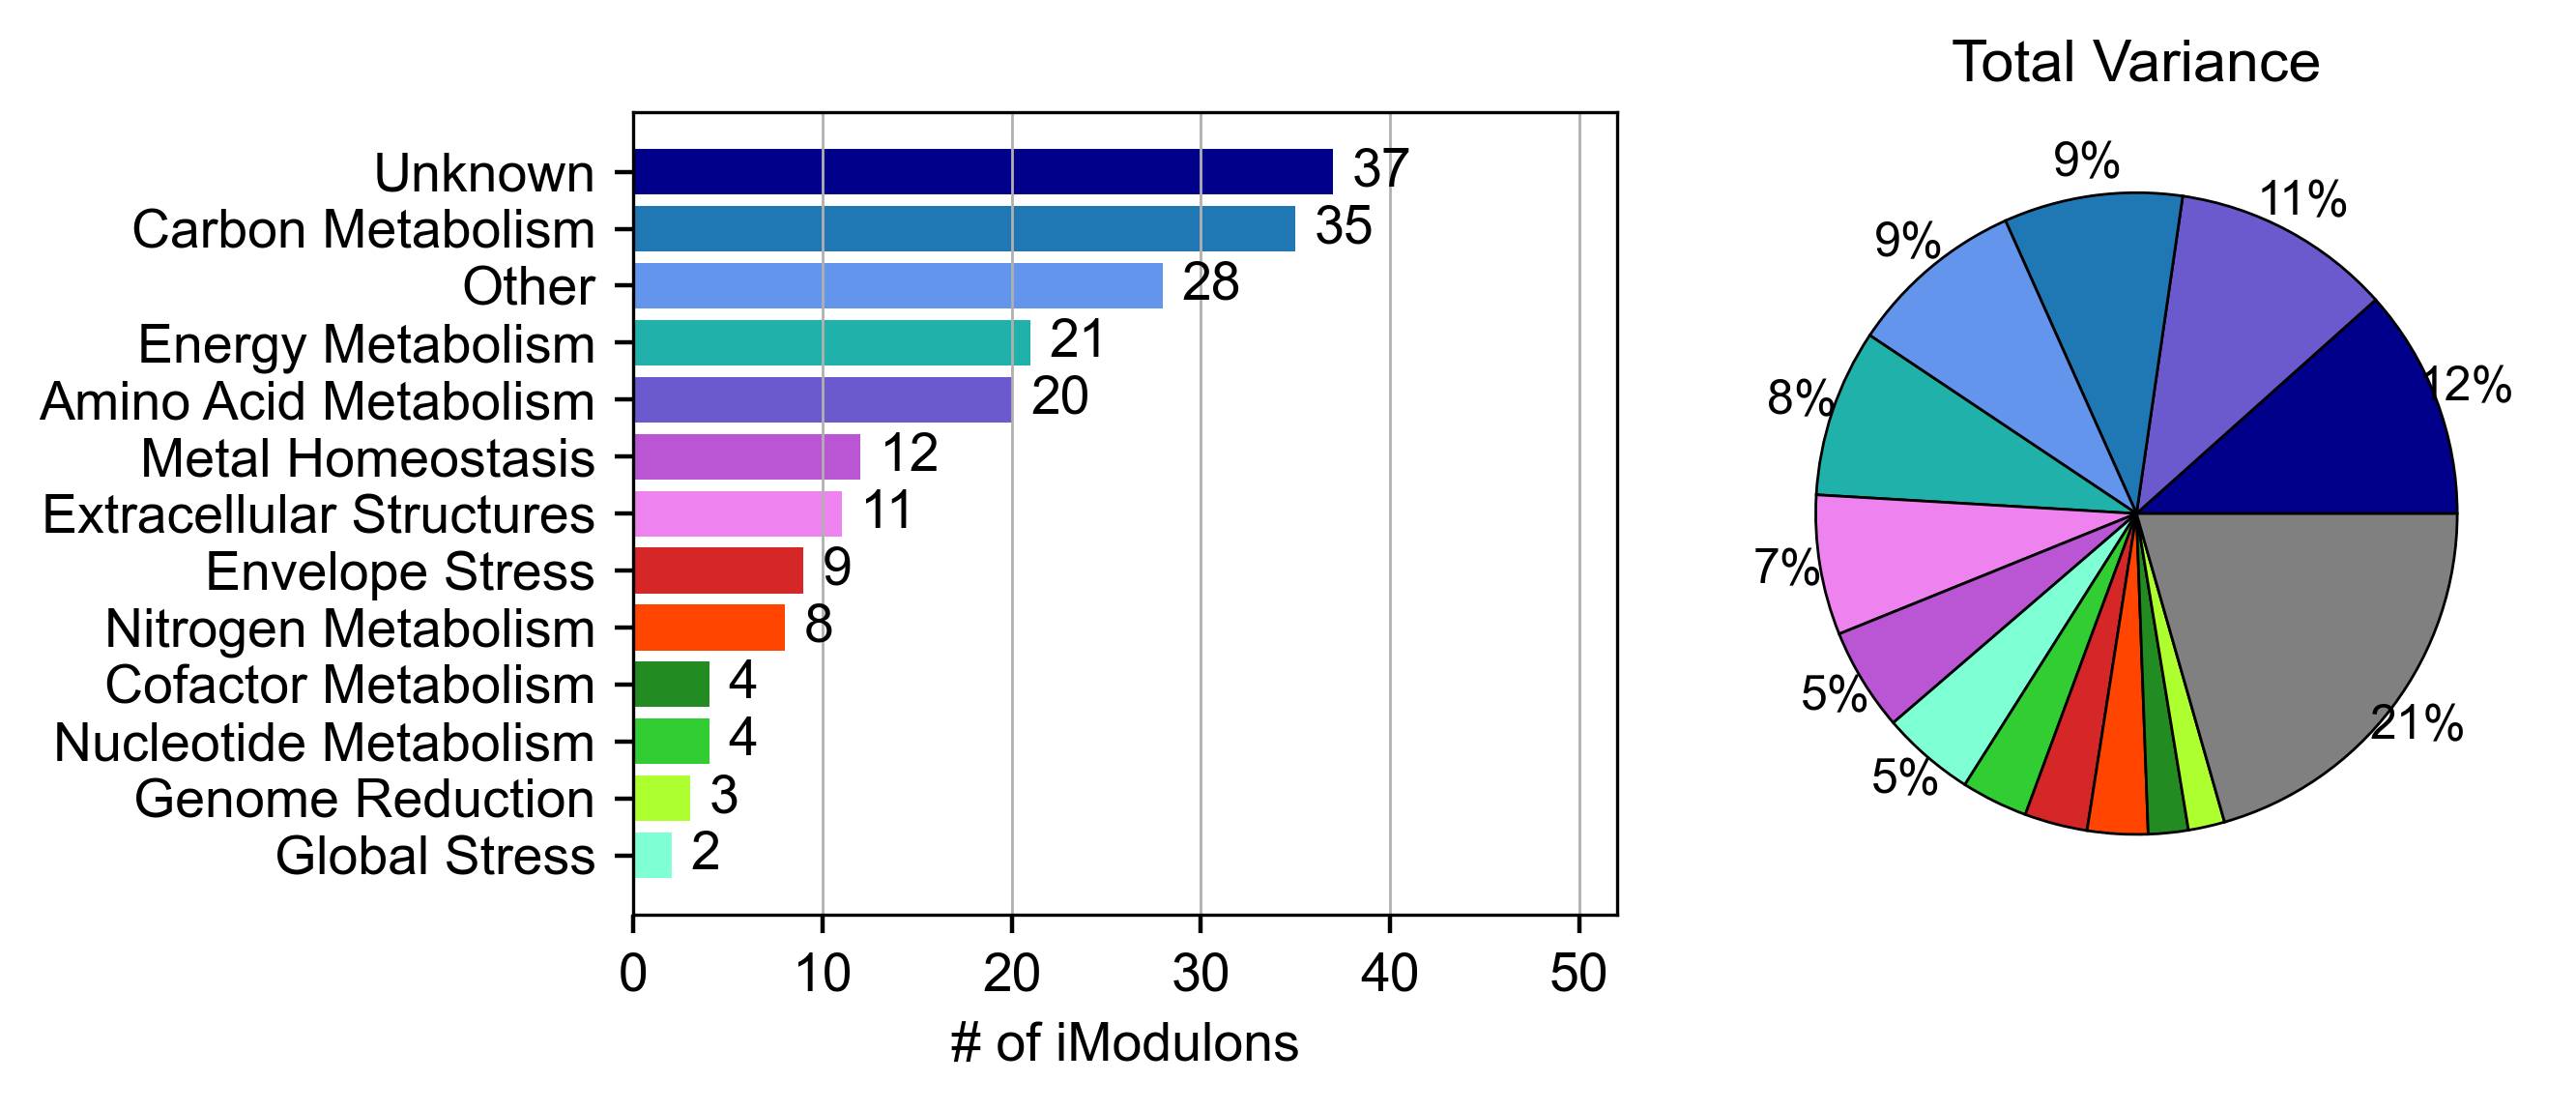 Total Variance
Unknown 37
Carbon Metabolism 35
Other 28
Energy Metabolism 21
Amino Acid Metabolism 20
Metal Homeostasis 12
Extracellular Structures 11
Envelope Stress 9
Nitrogen Metabolism 8
Cofactor Metabolism 4
Nucleotide Metabolism 4
Genome Reduction 3
Global Stress 2
0 10 20 30 40 50
# of iModulons
12%
11%
9%
9%
8%
7%
5%
5%
21%